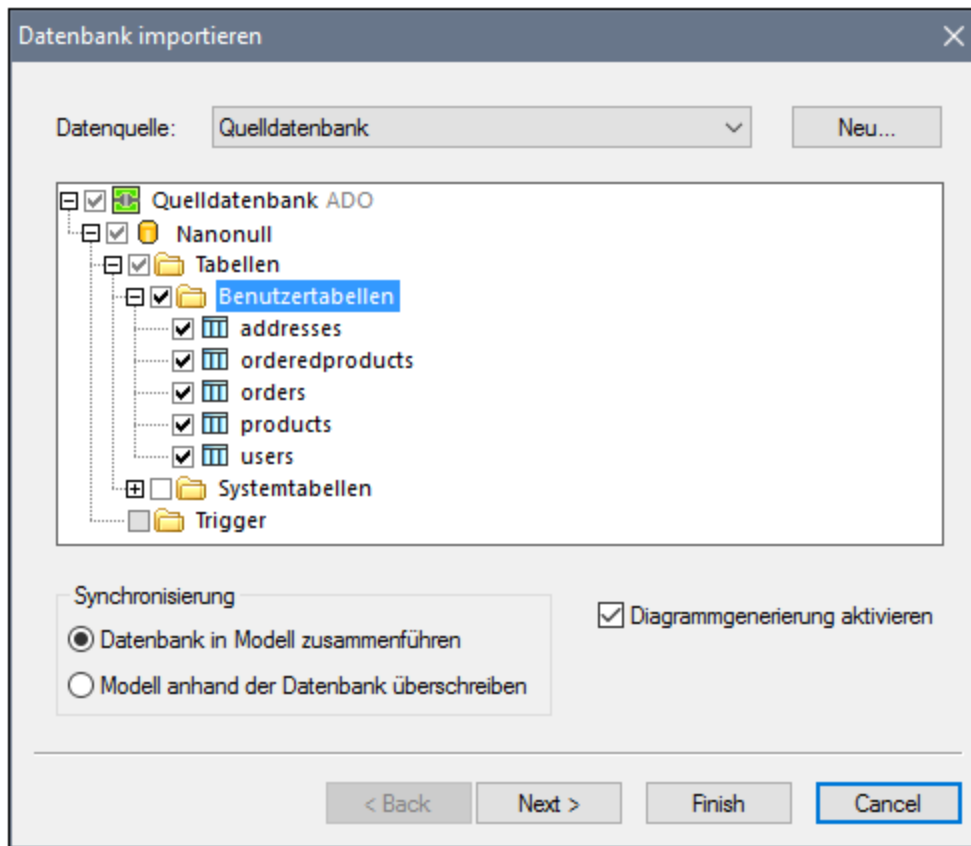 Datenbank importieren
Datenquelle: Quelldatenbank Neu...
Quelldatenbank ADO
Nanonull
Tabellen
Benutzertabellen
addresses
orderedproducts
orders
products
users
Systemtabellen
Trigger
Synchronisierung
Diagrammgenerierung aktivieren
Datenbank in Modell zusammenführen
Modell anhand der Datenbank überschreiben
< Back Next > Finish Cancel